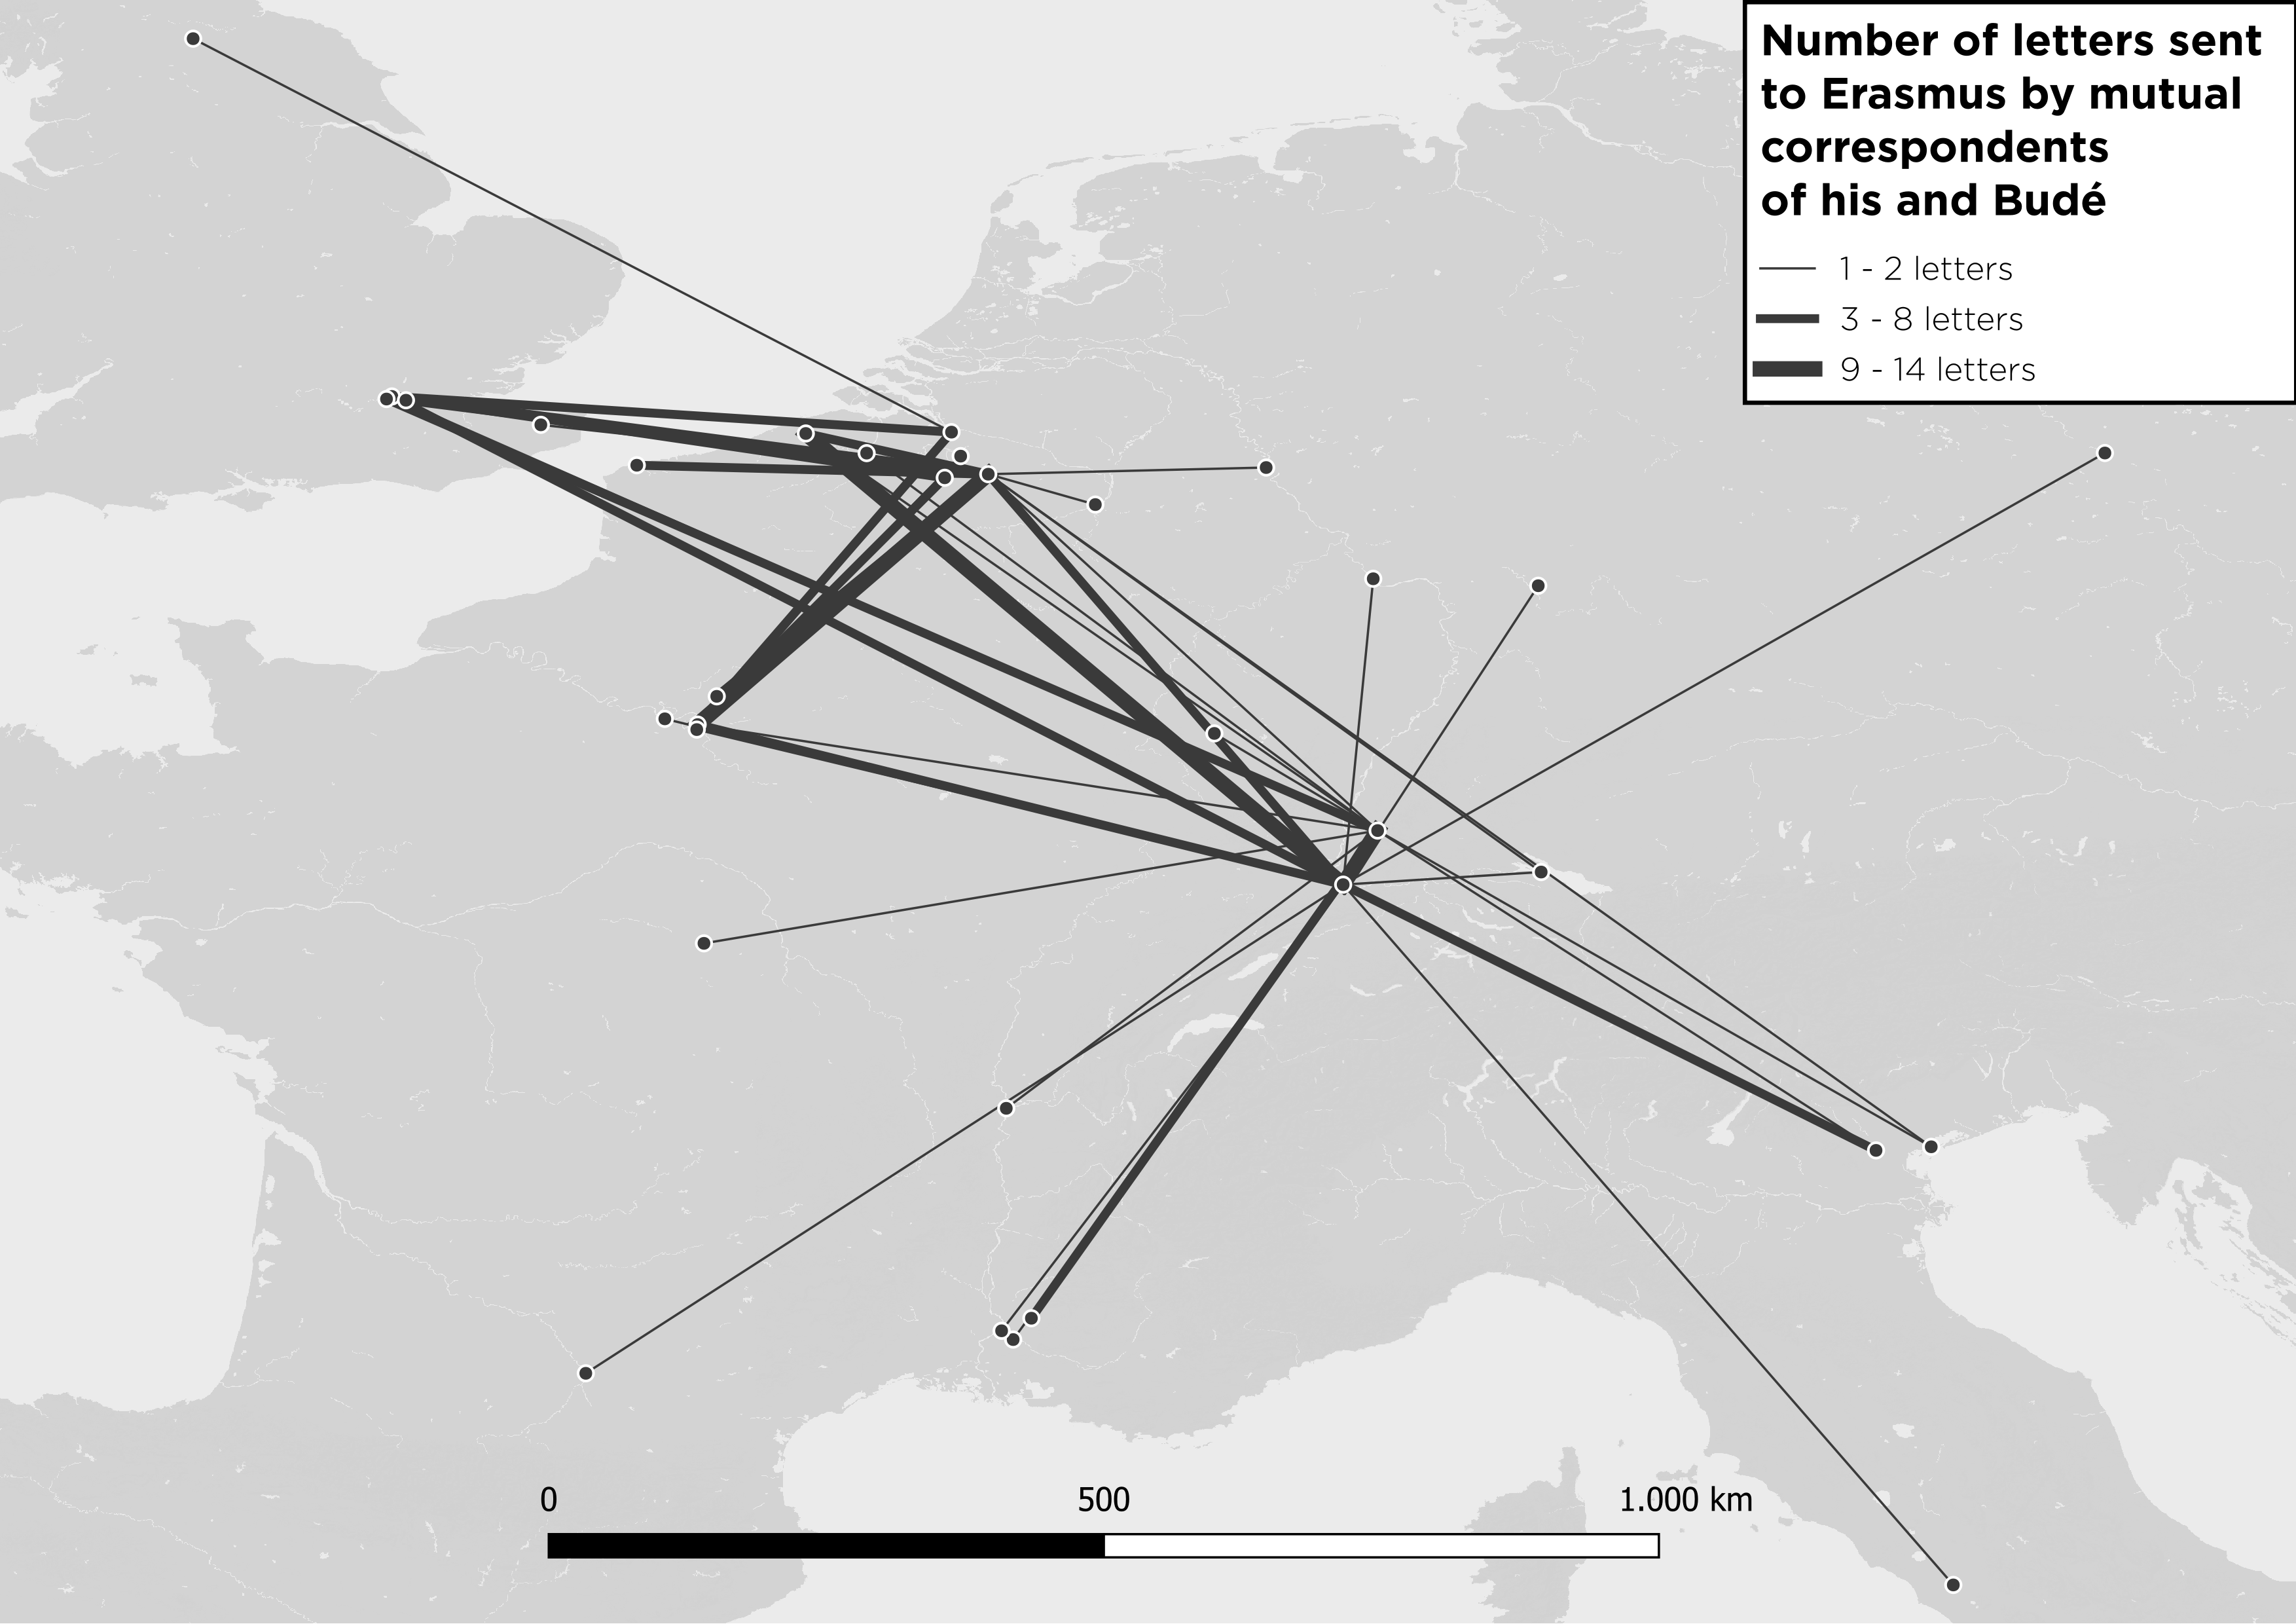 Number of letters sent
to Erasmus by mutual
correspondents
of his and Budé
1 - 2 letters
3 - 8 letters
9 - 14 letters
0 500 1.000 km